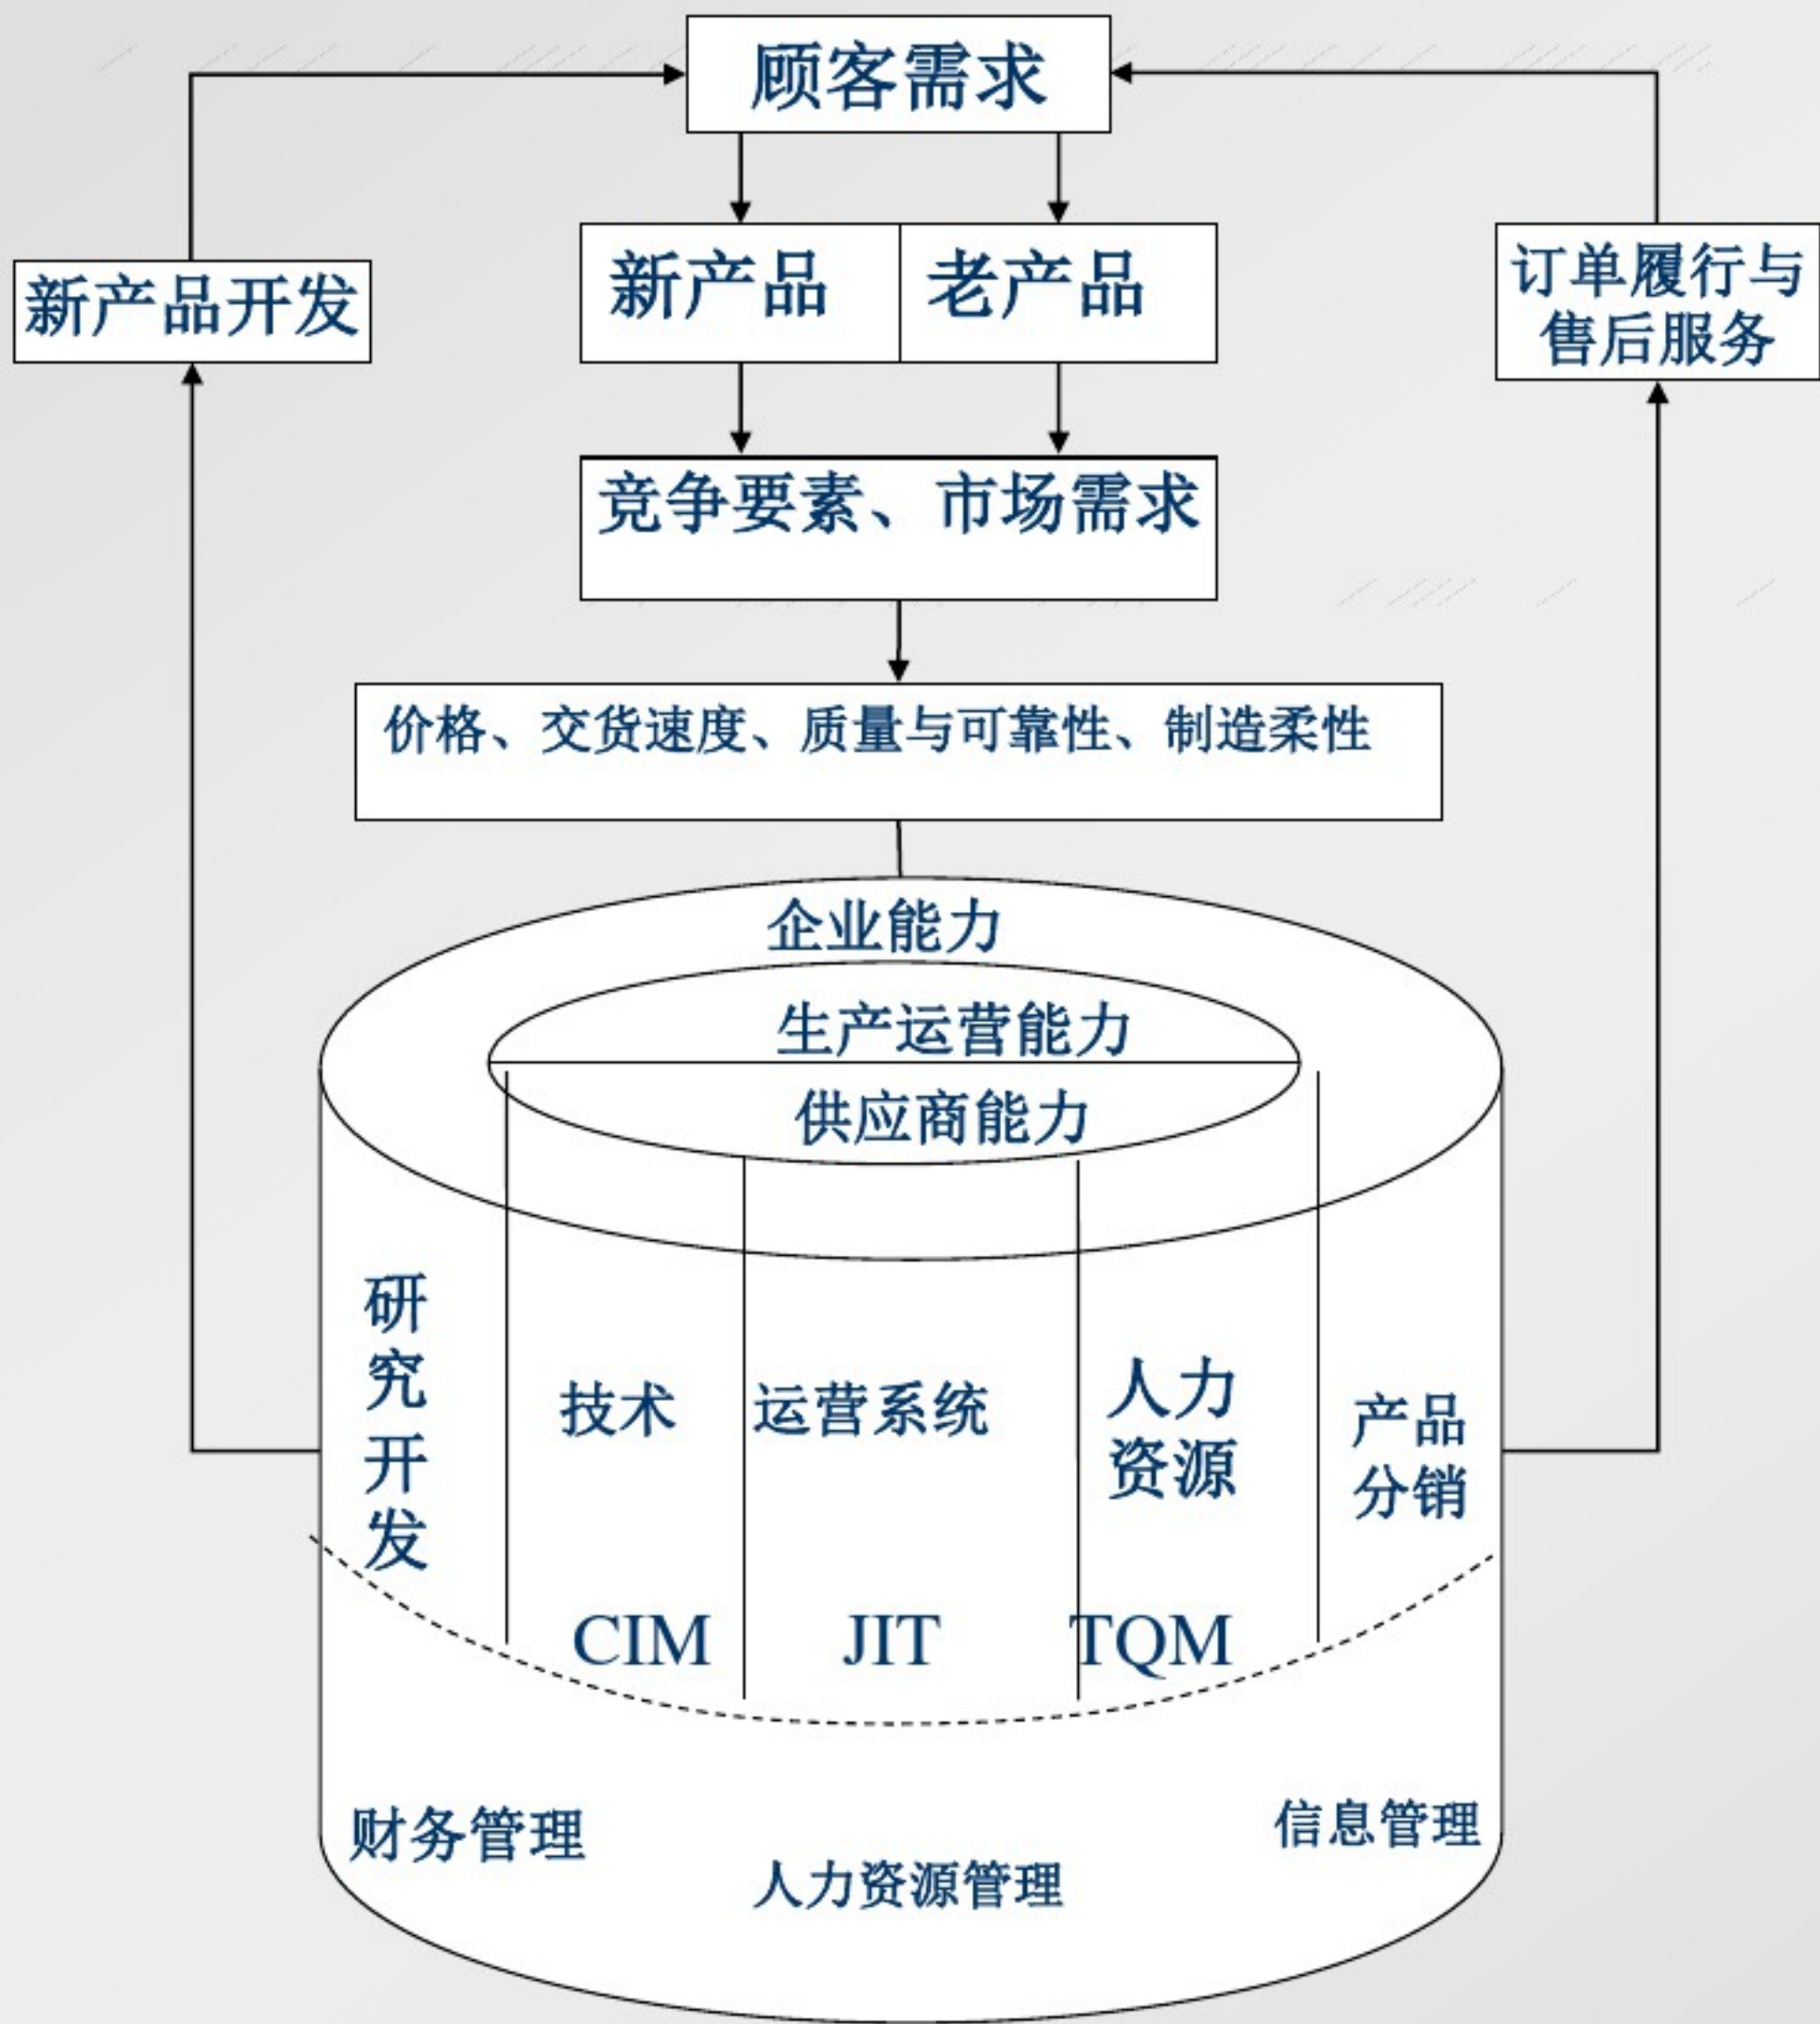 顾客需求
新产品开发
新产品
老产品
订单履行与
售后服务
竞争要素、市场需求
价格、交货速度、质量与可靠性、制造柔性
企业能力
生产运营能力
供应商能力
研
究
开
发
技术
运营系统
人力
资源
产品
分销
CIM
JIT
TQM
财务管理
人力资源管理
信息管理